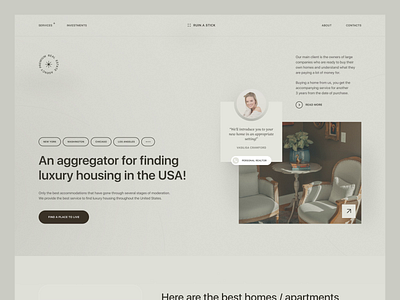 SERVICES
INVESTMENTS
RUIN A STICK
ABOUT
CONTACTS
Our main client is the owners of large
companies who are ready to buy their
own homes and understand what they
are paying a lot of money for.
Buying a home from us, you get the
accompanying service for another
3 years from the date of purchase.
READ MORE
"We'll introduce you to your
new home in an appropriate
setting!"
PERSONAL REALTOR
NEW YORK
WASHINGTON
CHICAGO
LOS ANGELES
An aggregator for finding
luxury housing in the USA!
Only the best accommodations that have gone through several stages of moderation.
We provide the best service to find luxury housing throughout the United States.
FIND A PLACE TO LIVE
Here are the best homes / apartments